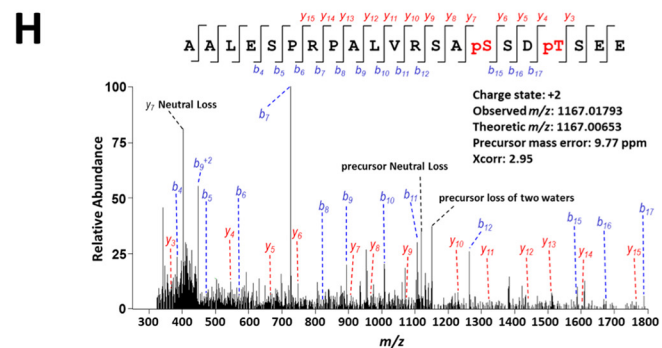 H
y15 y14 y13 y12 y11 y10 y9 y8 y7 y6 y5 y4 y3
A A L E S P R P A L V R S A pS S D pT S E E
b4 b5 b6 b7 b8 b9 b10 b11 b12 b15 b16 b17
Charge state: +2
Observed m/z: 1167.01793
Theoretic m/z: 1167.00653
Precursor mass error: 9.77 ppm
Xcorr: 2.95
y7 Neutral Loss
b7
precursor Neutral Loss
precursor loss of two waters
b4 b9+2 b5 b6 b8 b9 b10 b11 b12 b15 b16 b17
y3 y4 y5 y6 y7 y8 y9 y10 y11 y12 y13 y14 y15
Relative Abundance
100
75
50
25
0
300 400 500 600 700 800 900 1000 1100 1200 1300 1400 1500 1600 1700 1800
m/z